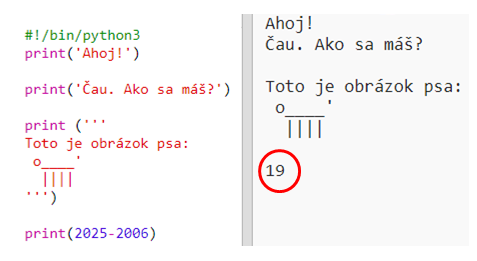 #!/bin/python3
print('Ahoj!')
print('Čau. Ako sa máš?')
print ('''
Toto je obrázok psa:
 o____'
  ||||
''')
print(2025-2006)
Ahoj!
Čau. Ako sa máš?
Toto je obrázok psa:
 o____'
  ||||
19